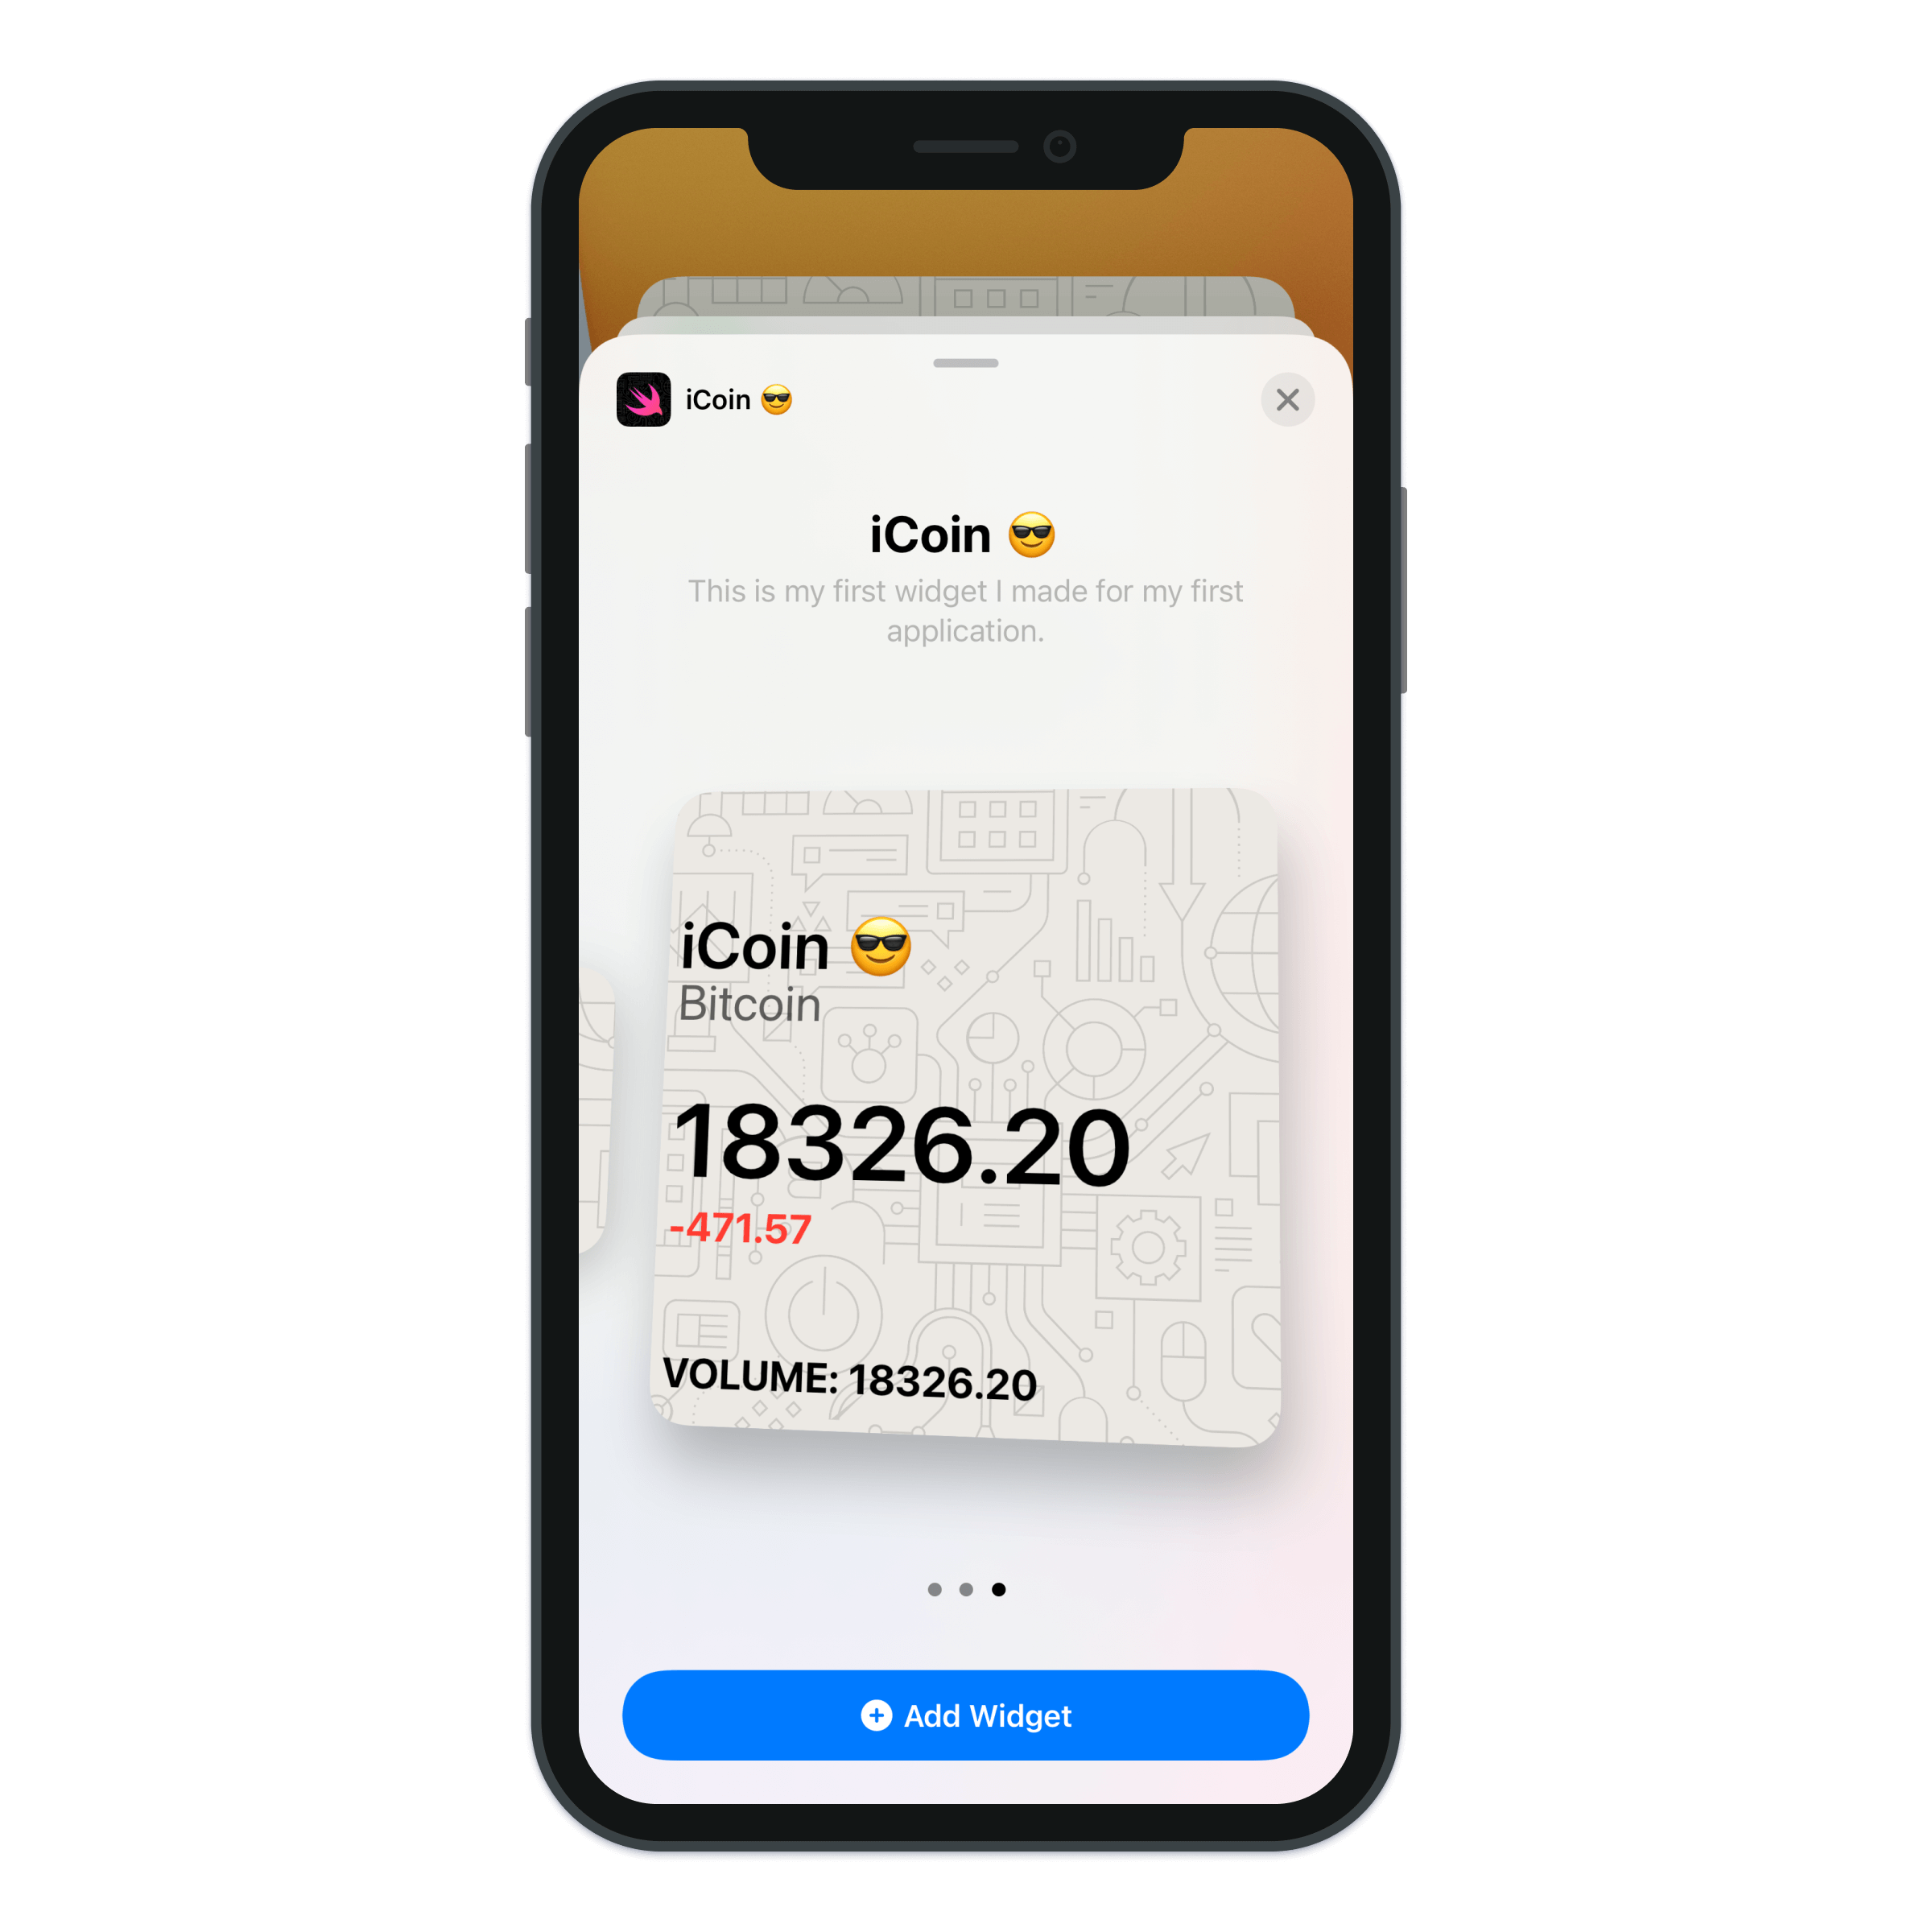 iCoin 😎
iCoin 😎
This is my first widget I made for my first
application.
iCoin 😎
Bitcoin
18326.20
-471.57
VOLUME: 18326.20
Add Widget